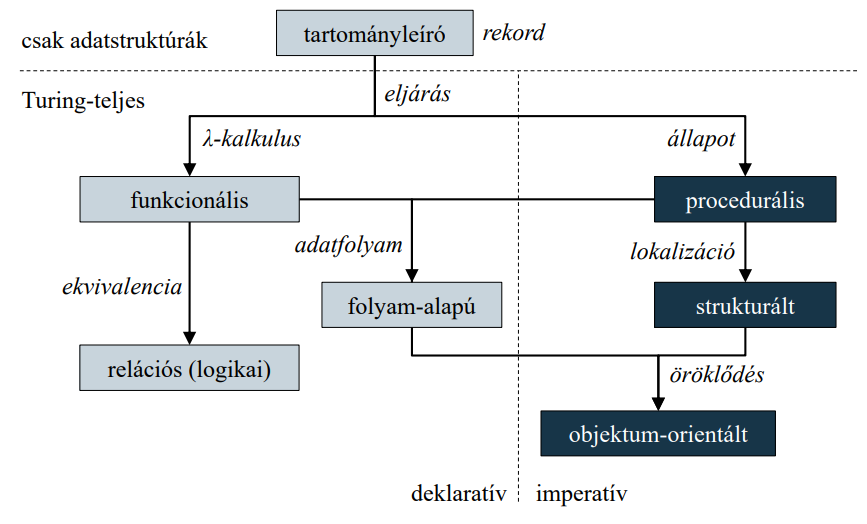 csak adatstruktúrák
tartományleíró
rekord
Turing-teljes
eljárás
λ-kalkulus
állapot
funkcionális
procedurális
adatfolyam
lokalizáció
ekvivalencia
folyam-alapú
strukturált
relációs (logikai)
öröklődés
objektum-orientált
deklaratív
imperatív